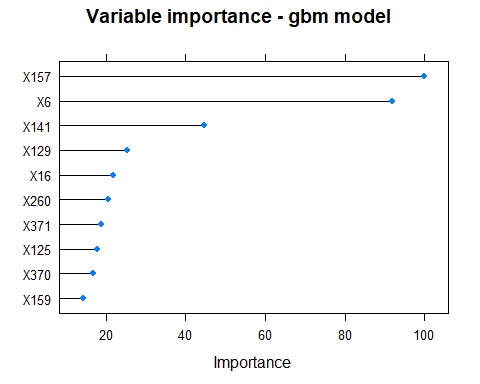 Variable importance - gbm model
X157
X6
X141
X129
X16
X260
X371
X125
X370
X159
20 40 60 80 100
Importance